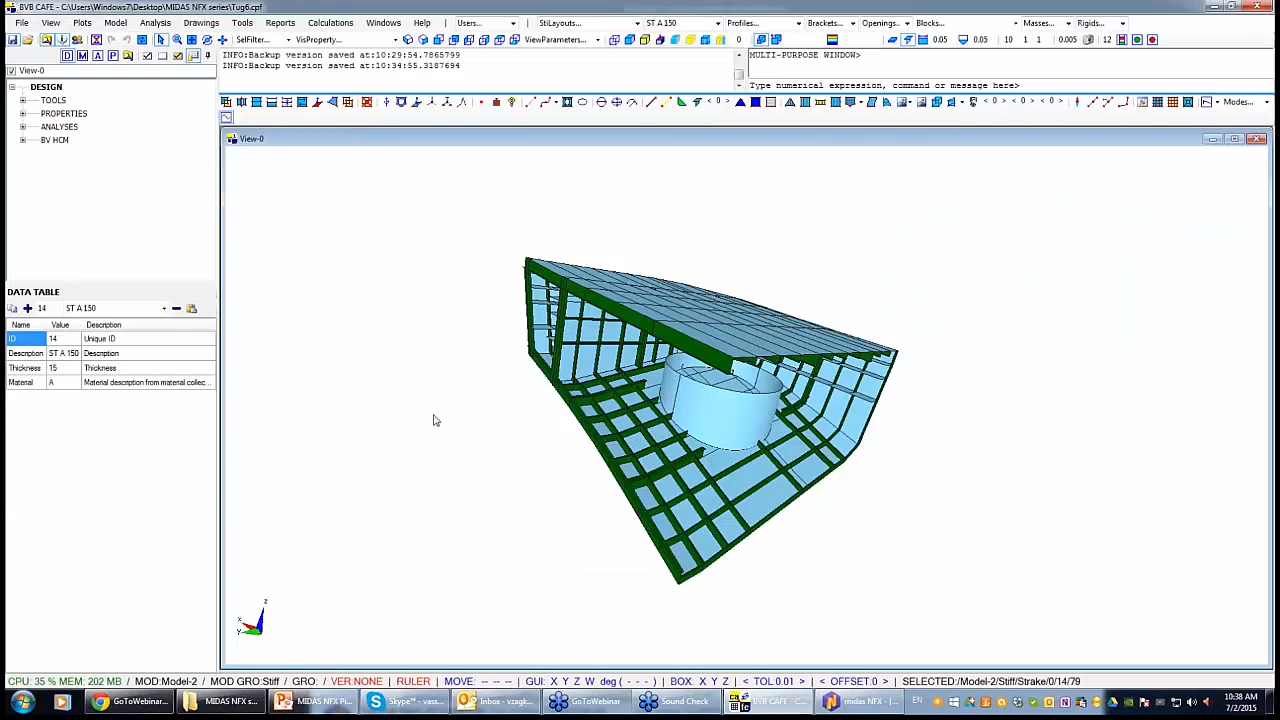 BVB CAFE - C:\Users\Windows7\Desktop\MIDAS NFX series\Tug6.cpf
File View Plots Model Analysis Drawings Tools Reports Calculations Windows Help Users... StiLayouts... ST A 150 Profiles... Brackets... Openings... Blocks... Masses... Rigids...
SelFilter... VisProperty... ViewParameters... 0 0.05 0.05 10 1 1 0.005 12
D M A P
INFO:Backup version saved at:10:29:54.7865799
INFO:Backup version saved at:10:34:55.3187694
MULTI-PURPOSE WINDOW>
Type numerical expression, command or message here>
View-0
DESIGN
TOOLS
PROPERTIES
ANALYSES
BV HCM
< 0 > < 0 > < 0 > < 0 > Modes...
View-0
DATA TABLE
14 ST A 150
Name Value Description
ID 14 Unique ID
Description ST A 150 Description
Thickness 15 Thickness
Material A Material description from material collec...
z
x
Y
CPU: 35 % MEM: 202 MB / MOD:Model-2 / MOD GRO:Stiff / GRO: / VER:NONE / RULER / MOVE: -- -- -- / GUI: X Y Z W deg ( - - - ) / BOX. X Y Z / < TOL:0.01 > / < OFFSET:0 > / SELECTED:/Model-2/Stiff/Strake/0/14/79
GoToWebinar MIDAS NFX s... MIDAS NFX Pi... Skype™ - vass... Inbox - vzagk... GoToWebinar Sound Check BVB CAFE - C:... midas NFX - (... EN 10:38 AM
7/2/2015